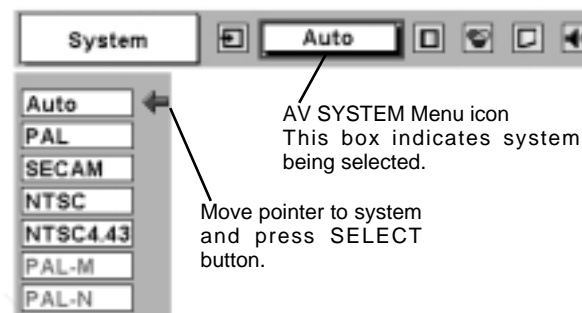 System
Auto
AV SYSTEM Menu icon
This box indicates system
being selected.
Auto
PAL
SECAM
NTSC
NTSC4.43
PAL-M
PAL-N
Move pointer to system
and press SELECT
button.